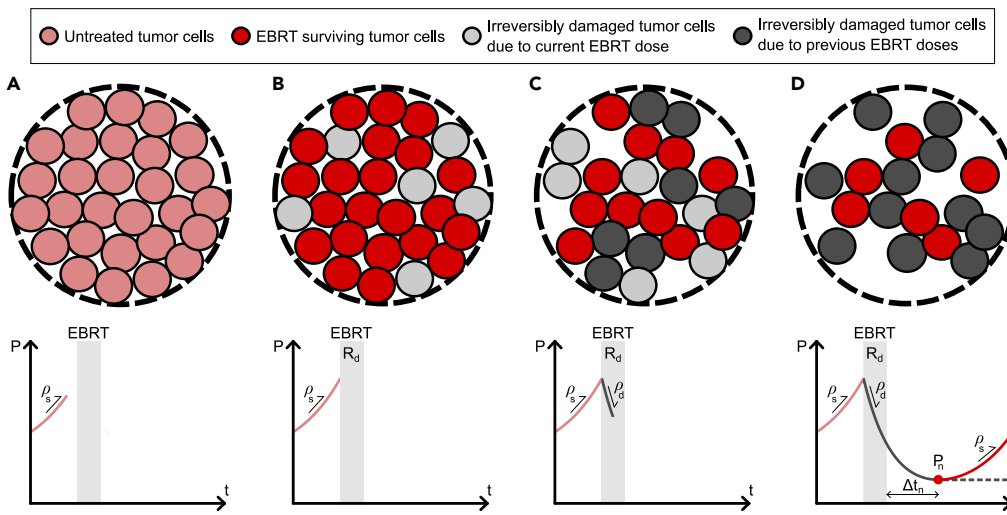 Untreated tumor cells
EBRT surviving tumor cells
Irreversibly damaged tumor cells
due to current EBRT dose
Irreversibly damaged tumor cells
due to previous EBRT doses
A
B
C
D
EBRT
P
ρs
t
EBRT
P
Rd
ρs
t
EBRT
P
Rd
ρs
ρd
t
EBRT
P
Rd
ρs
ρd
Pn
ρs
Δtn